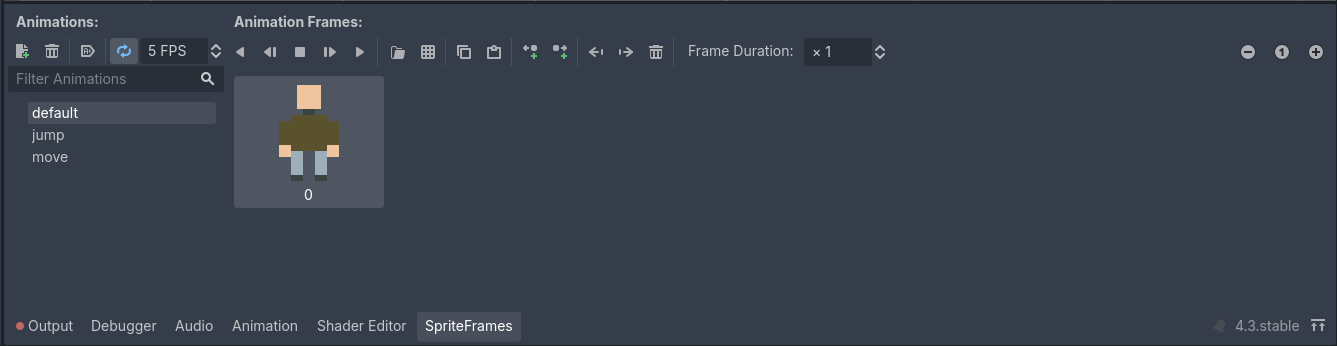 Animations: Animation Frames:
5 FPS Frame Duration: × 1
Filter Animations
default
jump
move
0
Output Debugger Audio Animation Shader Editor SpriteFrames 4.3.stable